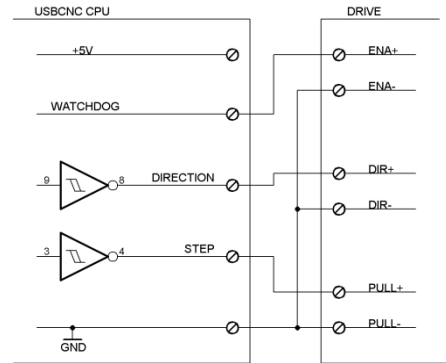 USBCNC CPU
DRIVE
+5V
ENA+
ENA-
WATCHDOG
9
8
DIRECTION
DIR+
DIR-
3
4
STEP
PULL+
PULL-
GND